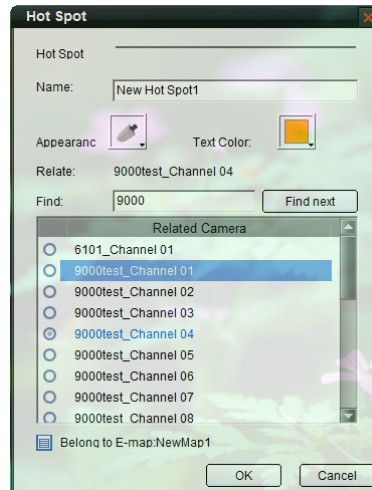 Hot Spot
Hot Spot
Name: New Hot Spot1
Appearanc Text Color:
Relate: 9000test_Channel 04
Find: 9000 Find next
Related Camera
6101_Channel 01
9000test_Channel 01
9000test_Channel 02
9000test_Channel 03
9000test_Channel 04
9000test_Channel 05
9000test_Channel 06
9000test_Channel 07
9000test_Channel 08
Belong to E-map:NewMap1
OK Cancel